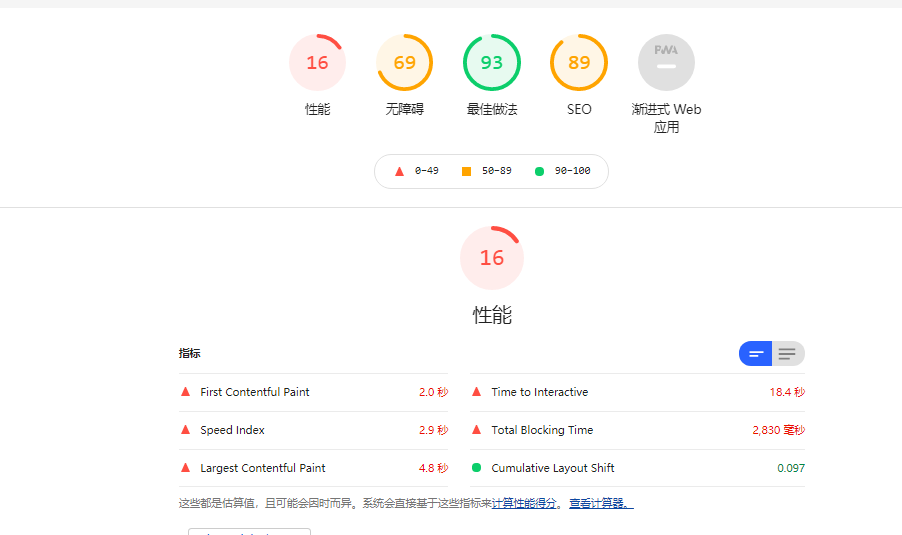 16 69 93 89 PWA
性能 无障碍 最佳做法 SEO 渐进式 Web
应用
0–49 50–89 90–100
16
性能
指标
First Contentful Paint 2.0 秒 Time to Interactive 18.4 秒
Speed Index 2.9 秒 Total Blocking Time 2,830 毫秒
Largest Contentful Paint 4.8 秒 Cumulative Layout Shift 0.097
这些都是估算值，且可能会因时而异。系统会直接基于这些指标来计算性能得分。 查看计算器。